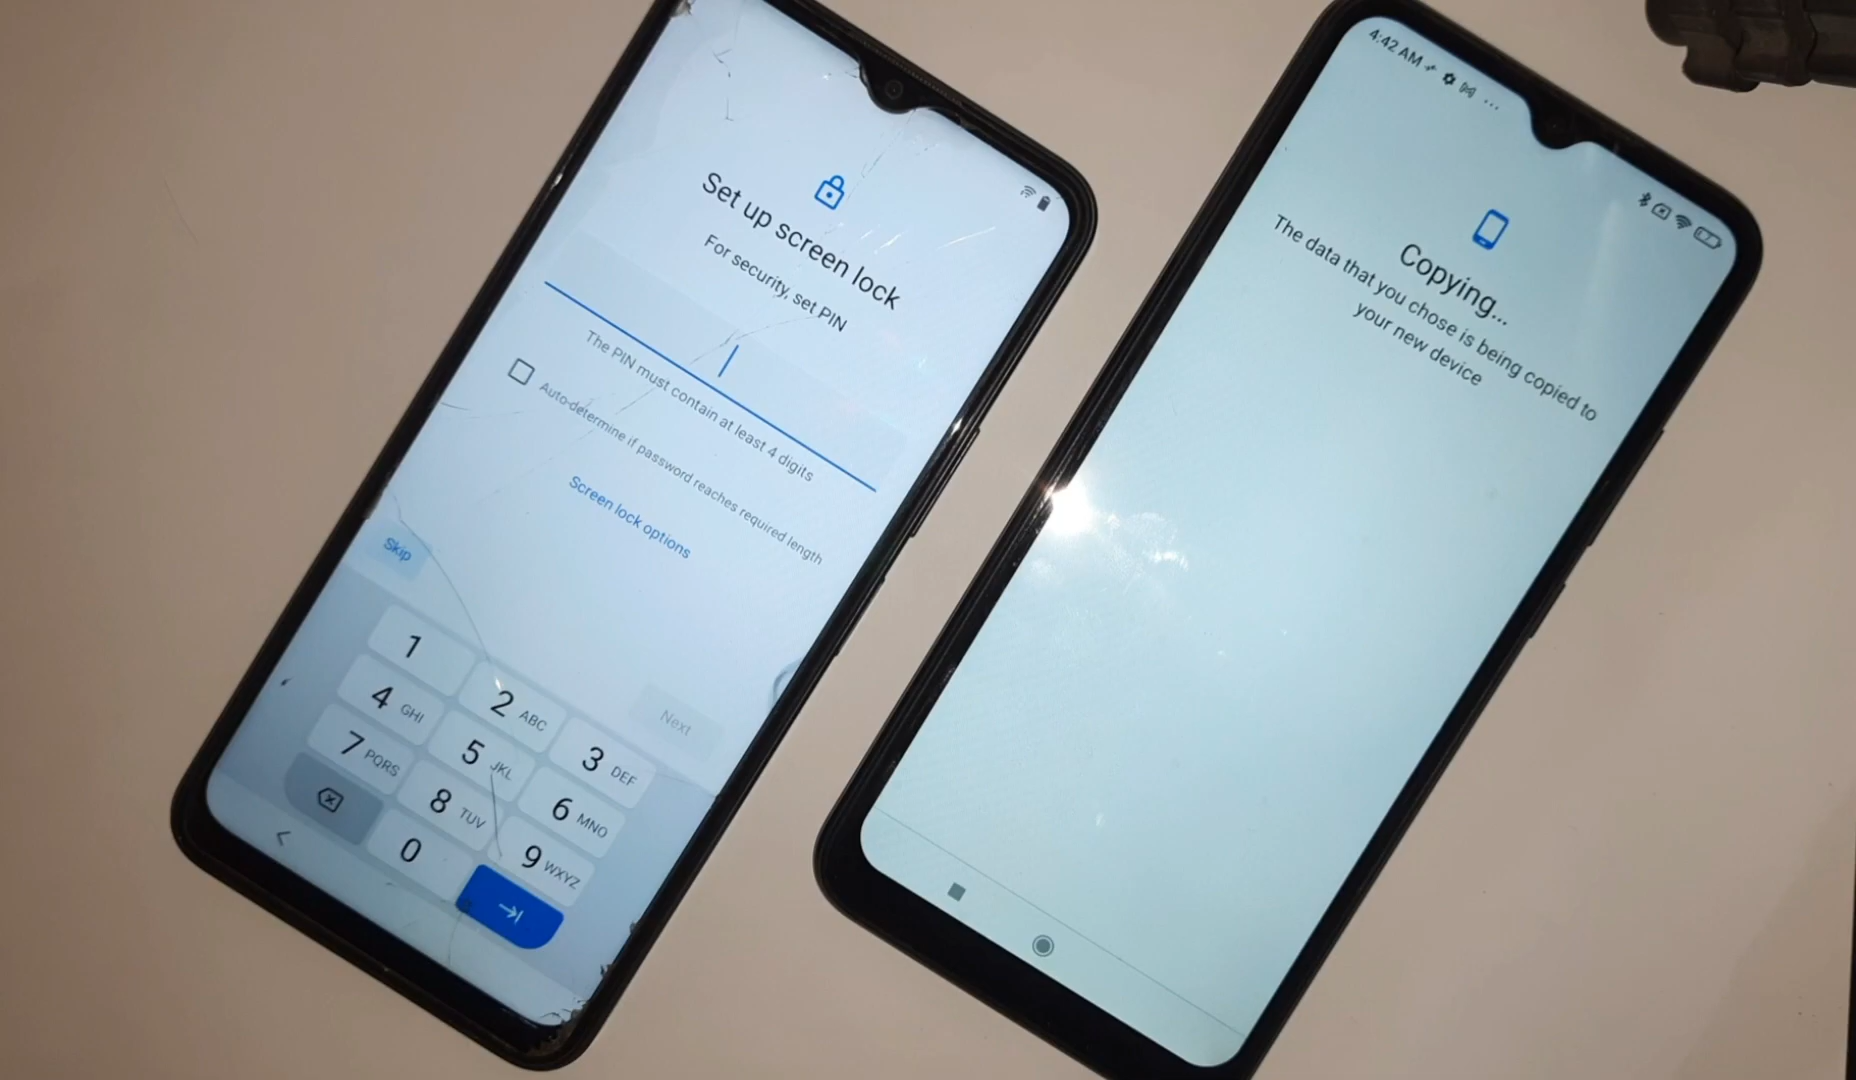 Set up screen lock
For security, set PIN
The PIN must contain at least 4 digits
Auto-determine if password reaches required length
Screen lock options
Skip
Next
1
2 ABC
3 DEF
4 GHI
5 JKL
6 MNO
7 PQRS
8 TUV
9 WXYZ
0
4:42 AM
Copying...
The data that you chose is being copied to
your new device